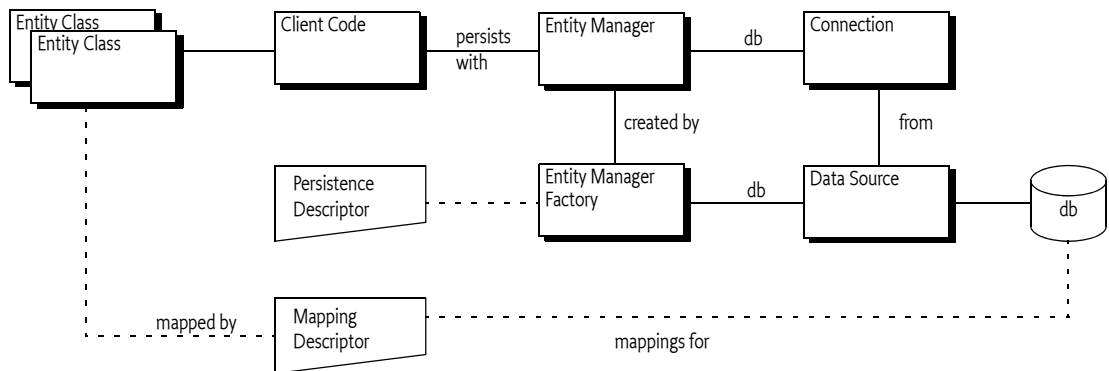 Entity Class
Entity Class
Client Code
persists
with
Entity Manager
db
Connection
created by
from
Persistence
Descriptor
Entity Manager
Factory
db
Data Source
db
mapped by
Mapping
Descriptor
mappings for